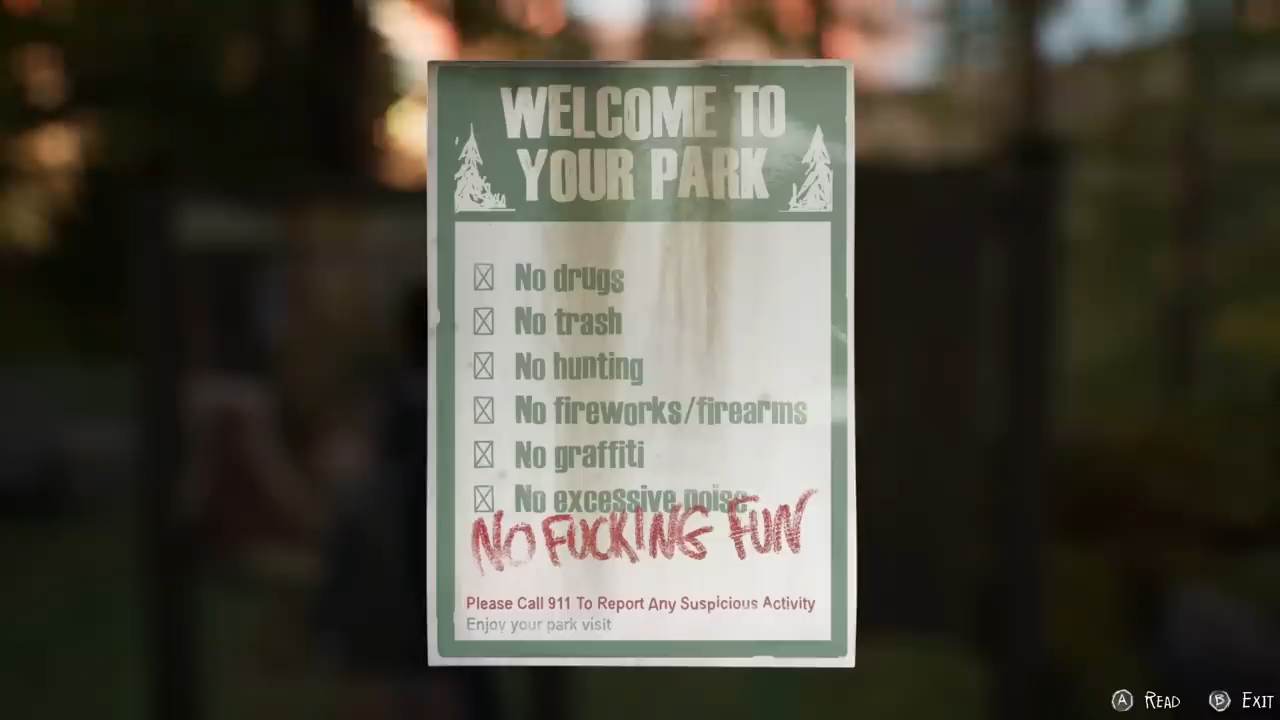 WELCOME TO
YOUR PARK
No drugs
No trash
No hunting
No fireworks/firearms
No graffiti
No excessive noise
NO FUCKING FUN
Please Call 911 To Report Any Suspicious Activity
Enjoy your park visit
A READ B EXIT